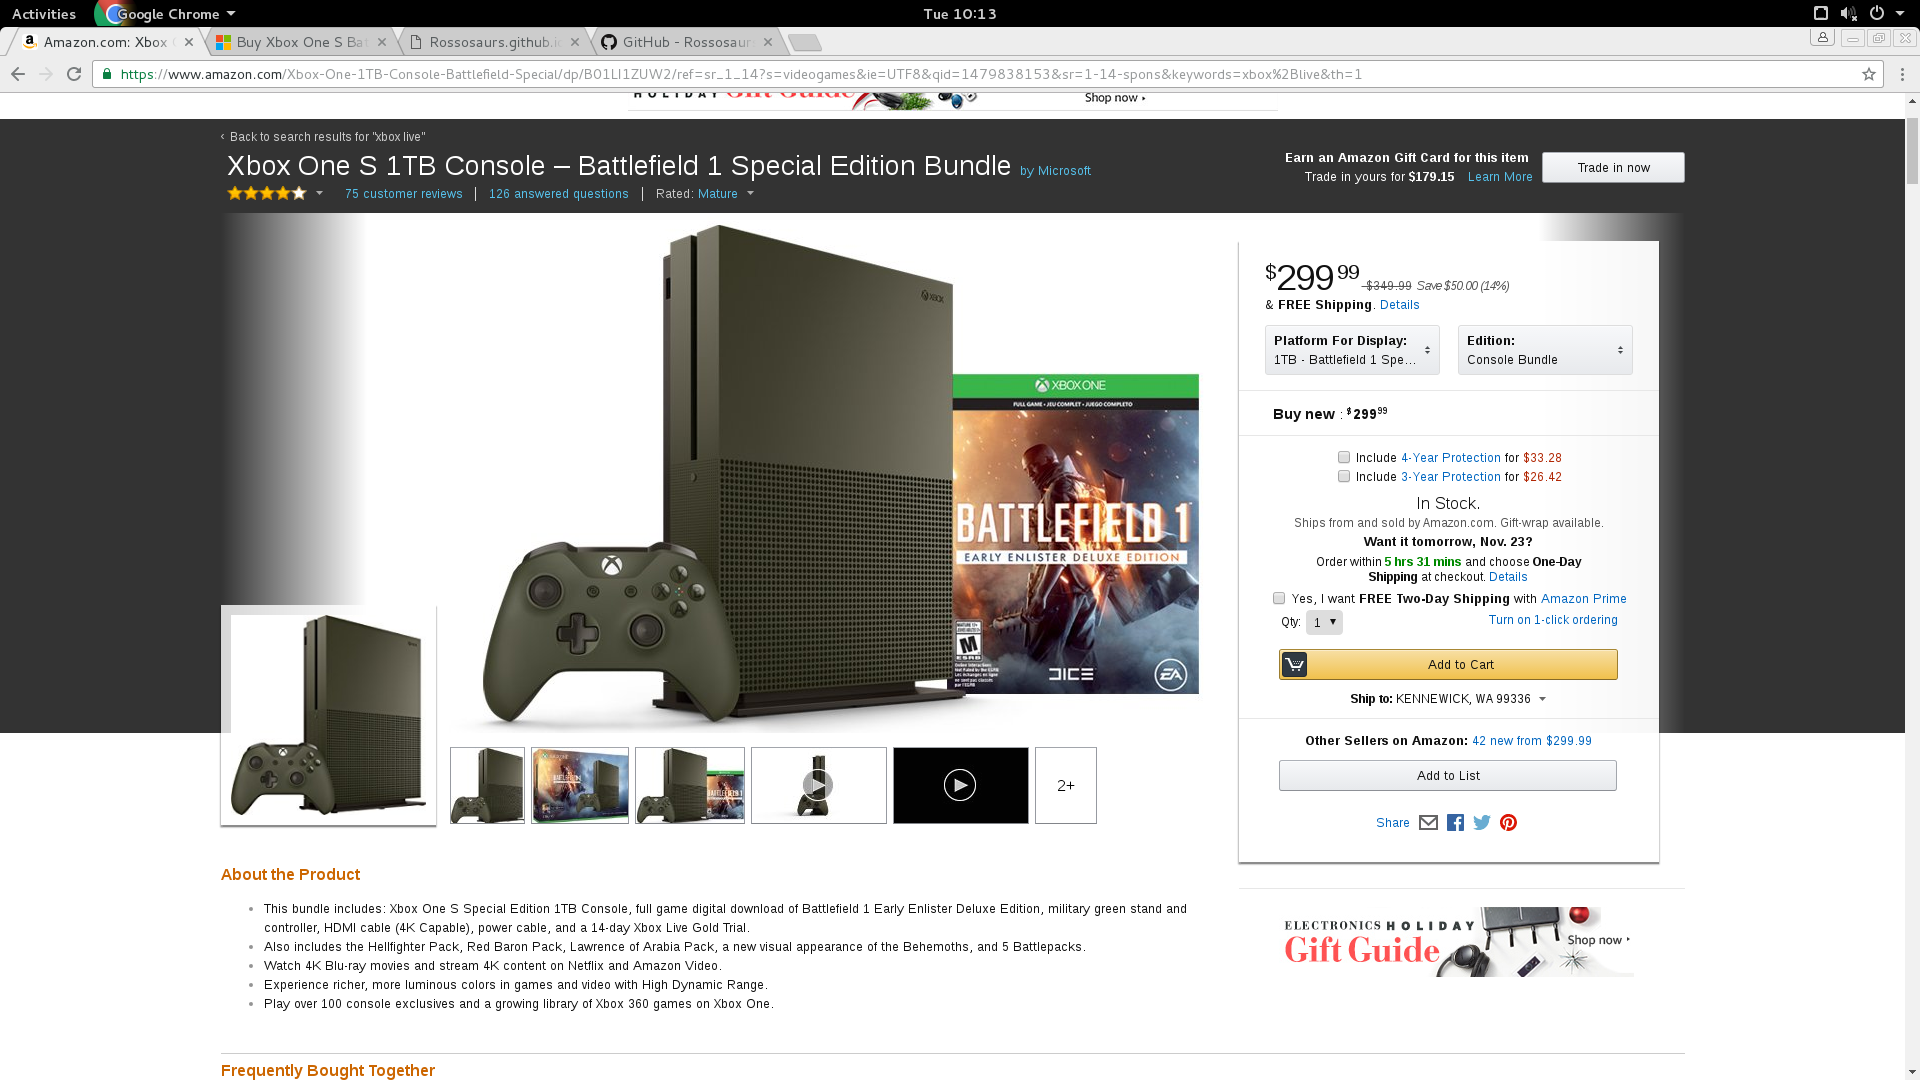 Activities
Google Chrome
Tue 10:13
Amazon.com: Xbox
Buy Xbox One S Bat
Rossosaurs.github.i
GitHub - Rossosaur
https://www.amazon.com/Xbox-One-1TB-Console-Battlefield-Special/dp/B01LI1ZUW2/ref=sr_1_14?s=videogames&ie=UTF8&qid=1479838153&sr=1-14-spons&keywords=xbox%2Blive&th=1
HOLIDAY Gift Guide
Shop now
‹ Back to search results for "xbox live"
Xbox One S 1TB Console – Battlefield 1 Special Edition Bundle by Microsoft
75 customer reviews | 126 answered questions | Rated: Mature
Earn an Amazon Gift Card for this item
Trade in yours for $179.15 Learn More
Trade in now
XBOX
XBOX ONE
FULL GAME • JEU COMPLET • JUEGO COMPLETO
BATTLEFIELD 1
EARLY ENLISTER DELUXE EDITION
M
ESRB
DICE
EA
$299.99 $349.99 Save $50.00 (14%)
& FREE Shipping. Details
Platform For Display:
1TB - Battlefield 1 Spe...
Edition:
Console Bundle
Buy new : $299.99
Include 4-Year Protection for $33.28
Include 3-Year Protection for $26.42
In Stock.
Ships from and sold by Amazon.com. Gift-wrap available.
Want it tomorrow, Nov. 23?
Order within 5 hrs 31 mins and choose One-Day
Shipping at checkout. Details
Yes, I want FREE Two-Day Shipping with Amazon Prime
Qty: 1
Turn on 1-click ordering
Add to Cart
Ship to: KENNEWICK, WA 99336
Other Sellers on Amazon: 42 new from $299.99
Add to List
Share
2+
About the Product
This bundle includes: Xbox One S Special Edition 1TB Console, full game digital download of Battlefield 1 Early Enlister Deluxe Edition, military green stand and
controller, HDMI cable (4K Capable), power cable, and a 14-day Xbox Live Gold Trial.
Also includes the Hellfighter Pack, Red Baron Pack, Lawrence of Arabia Pack, a new visual appearance of the Behemoths, and 5 Battlepacks.
Watch 4K Blu-ray movies and stream 4K content on Netflix and Amazon Video.
Experience richer, more luminous colors in games and video with High Dynamic Range.
Play over 100 console exclusives and a growing library of Xbox 360 games on Xbox One.
ELECTRONICS HOLIDAY
Gift Guide
Shop now
Frequently Bought Together